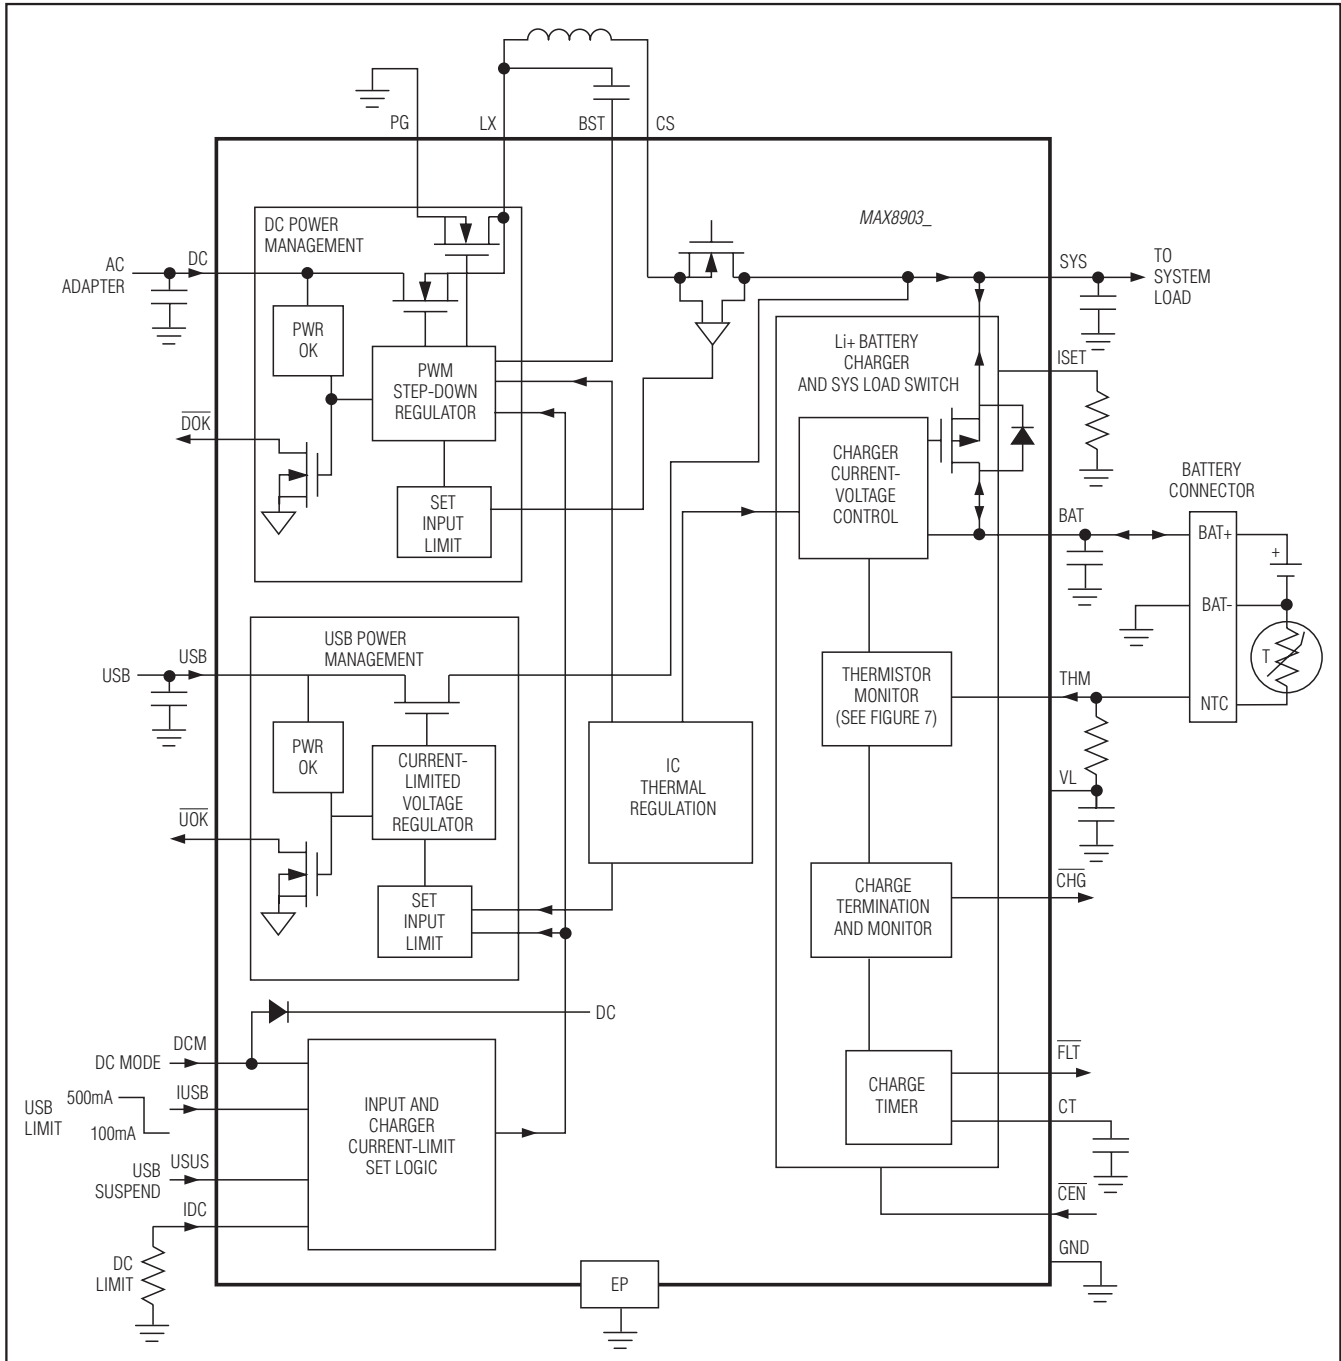 PG
LX
BST
CS
DC POWER
MANAGEMENT
MAX8903_
AC
ADAPTER
DC
SYS
TO
SYSTEM
LOAD
PWR
OK
PWM
STEP-DOWN
REGULATOR
Li+ BATTERY
CHARGER
AND SYS LOAD SWITCH
ISET
DOK
SET
INPUT
LIMIT
CHARGER
CURRENT-
VOLTAGE
CONTROL
BATTERY
CONNECTOR
BAT
BAT+
+
BAT-
T
NTC
USB POWER
MANAGEMENT
USB
USB
THERMISTOR
MONITOR
(SEE FIGURE 7)
THM
PWR
OK
CURRENT-
LIMITED
VOLTAGE
REGULATOR
IC
THERMAL
REGULATION
VL
UOK
SET
INPUT
LIMIT
CHARGE
TERMINATION
AND MONITOR
CHG
DC
DC MODE
DCM
USB
LIMIT
500mA
100mA
IUSB
USB
SUSPEND
USUS
IDC
DC
LIMIT
INPUT AND
CHARGER
CURRENT-LIMIT
SET LOGIC
CHARGE
TIMER
FLT
CT
CEN
GND
EP